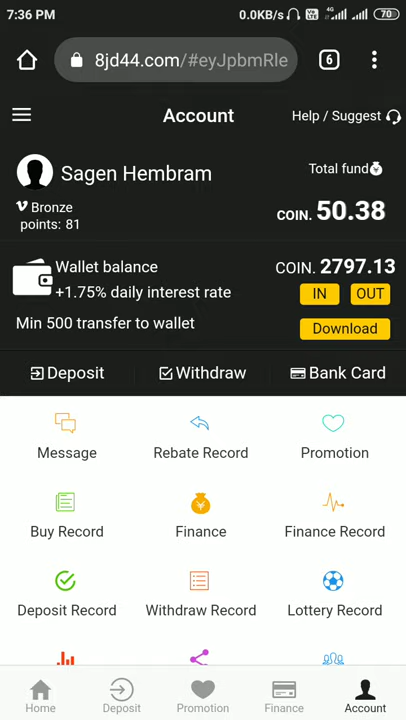 7:36 PM 0.0KB/s Vo LTE 4G 70
8jd44.com/#eyJpbmRle 6
Account Help / Suggest
Sagen Hembram Total fund
Bronze
points: 81 COIN. 50.38
Wallet balance COIN. 2797.13
+1.75% daily interest rate IN OUT
Min 500 transfer to wallet Download
Deposit Withdraw Bank Card
Message Rebate Record Promotion
Buy Record Finance Finance Record
Deposit Record Withdraw Record Lottery Record
Home Deposit Promotion Finance Account